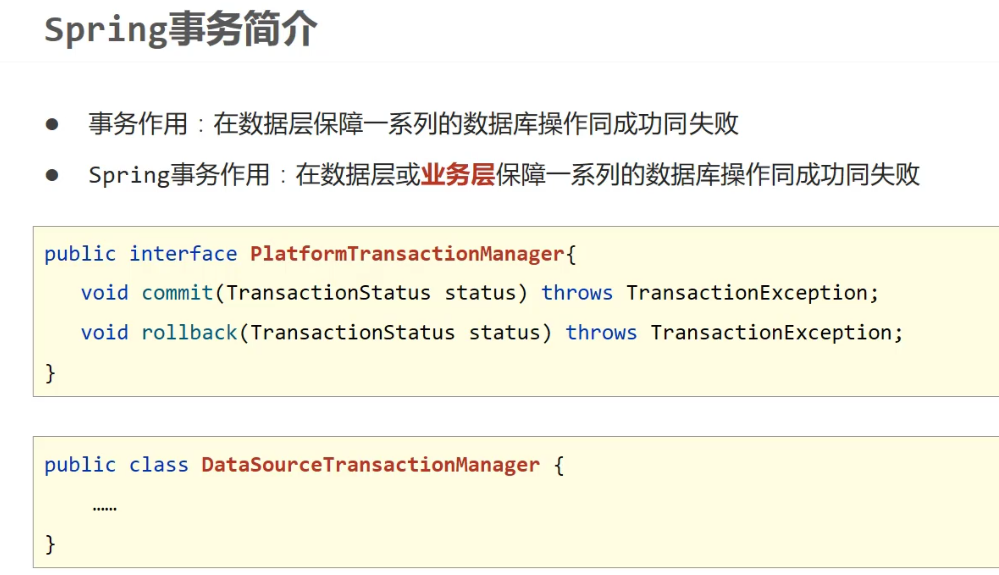 Spring事务简介
● 事务作用：在数据层保障一系列的数据库操作同成功同失败
● Spring事务作用：在数据层或业务层保障一系列的数据库操作同成功同失败
public interface PlatformTransactionManager{
void commit(TransactionStatus status) throws TransactionException;
void rollback(TransactionStatus status) throws TransactionException;
}
public class DataSourceTransactionManager {
……
}